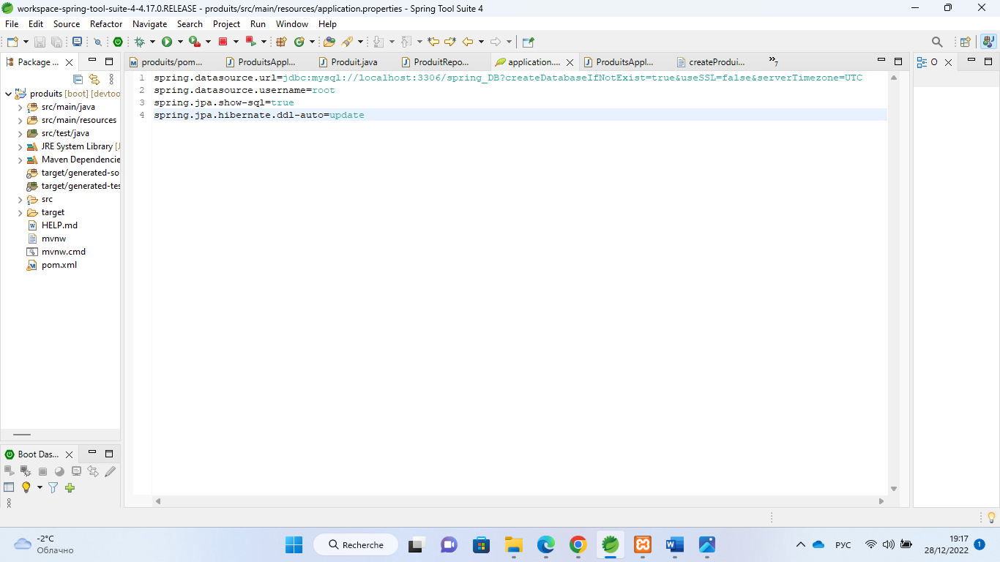 workspace-spring-tool-suite-4-4.17.0.RELEASE - produits/src/main/resources/application.properties - Spring Tool Suite 4
File Edit Source Refactor Navigate Search Project Run Window Help
Package ...
produits/pom... ProduitsAppl... Produit.java ProduitRepo... application.... ProduitsAppl... createProdui... »7
O
produits [boot] [devtoo
src/main/java
src/main/resources
src/test/java
JRE System Library [J
Maven Dependencie
target/generated-so
target/generated-tes
src
target
HELP.md
mvnw
mvnw.cmd
pom.xml
1 spring.datasource.url=jdbc:mysql://localhost:3306/spring_DB?createDatabaseIfNotExist=true&useSSL=false&serverTimezone=UTC
2 spring.datasource.username=root
3 spring.jpa.show-sql=true
4 spring.jpa.hibernate.ddl-auto=update
Boot Das...
-2°C
Облачно
Recherche
РУС
19:17
28/12/2022
1